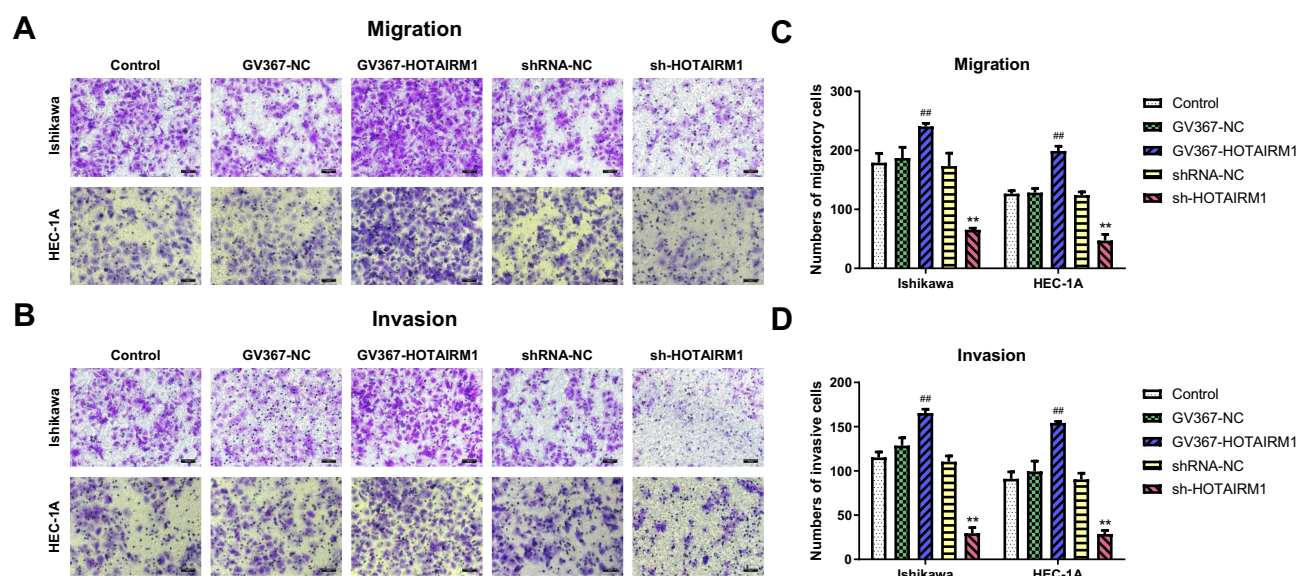 A
Migration
Control GV367-NC GV367-HOTAIRM1 shRNA-NC sh-HOTAIRM1
Ishikawa
HEC-1A
B
Invasion
Control GV367-NC GV367-HOTAIRM1 shRNA-NC sh-HOTAIRM1
Ishikawa
HEC-1A
C
Migration
Numbers of migratory cells
300
200
100
0
##
**
##
**
Ishikawa HEC-1A
Control
GV367-NC
GV367-HOTAIRM1
shRNA-NC
sh-HOTAIRM1
D
Invasion
Numbers of invasive cells
200
150
100
50
0
##
**
##
**
Ishikawa HEC-1A
Control
GV367-NC
GV367-HOTAIRM1
shRNA-NC
sh-HOTAIRM1